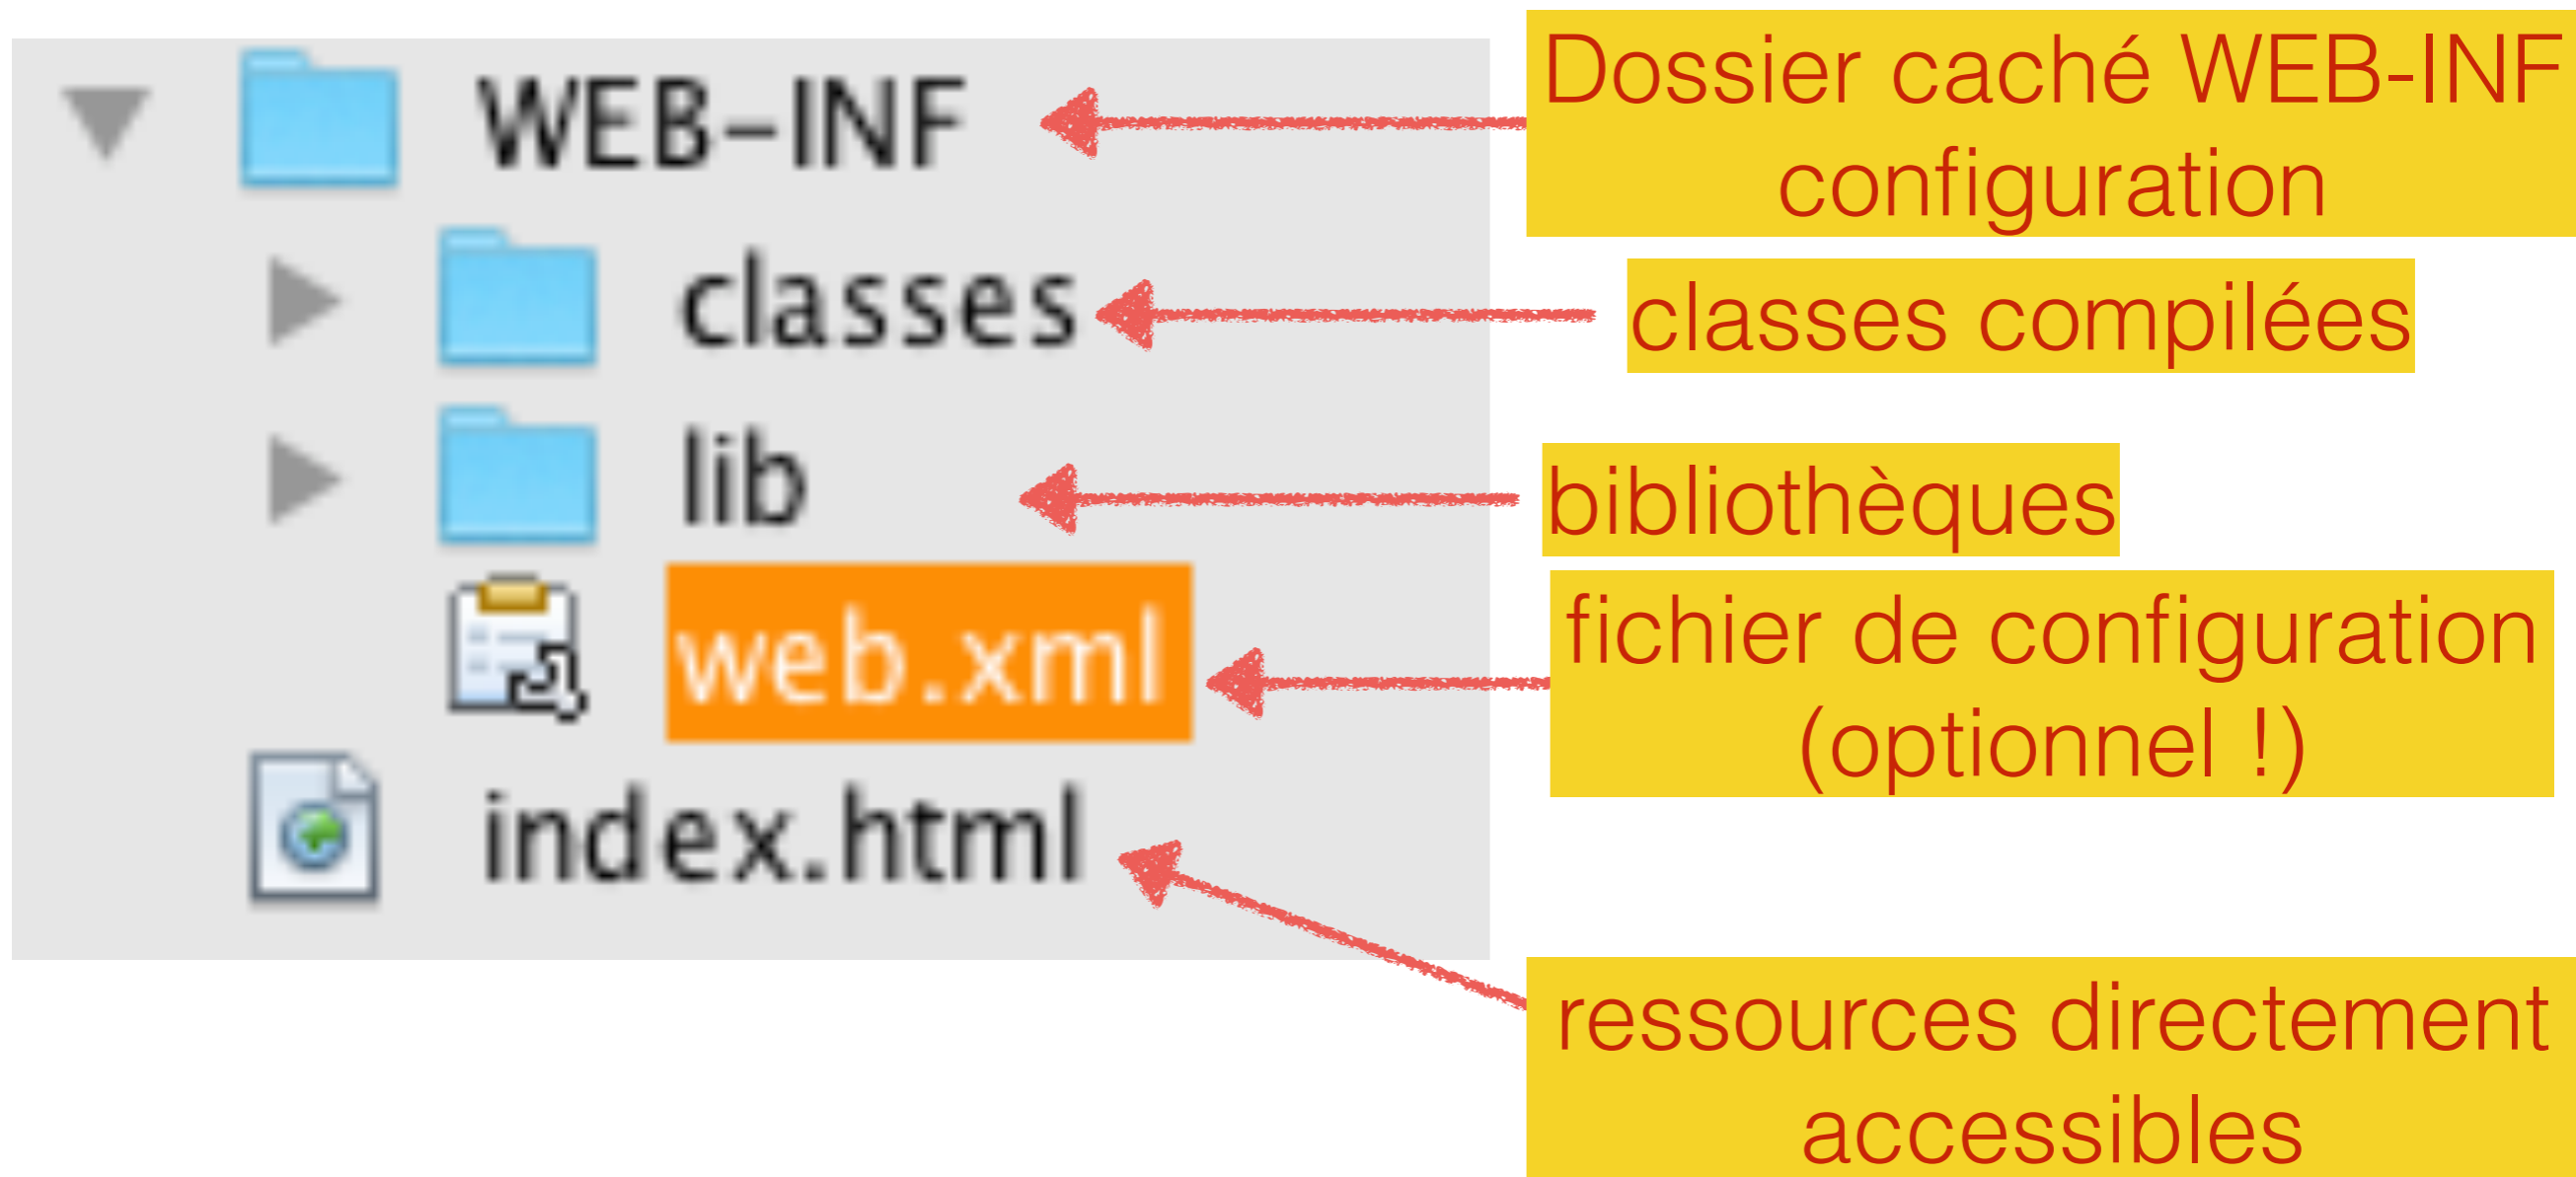 WEB-INF
Dossier caché WEB-INF
configuration
classes
classes compilées
lib
bibliothèques
web.xml
fichier de configuration
(optionnel !)
index.html
ressources directement
accessibles